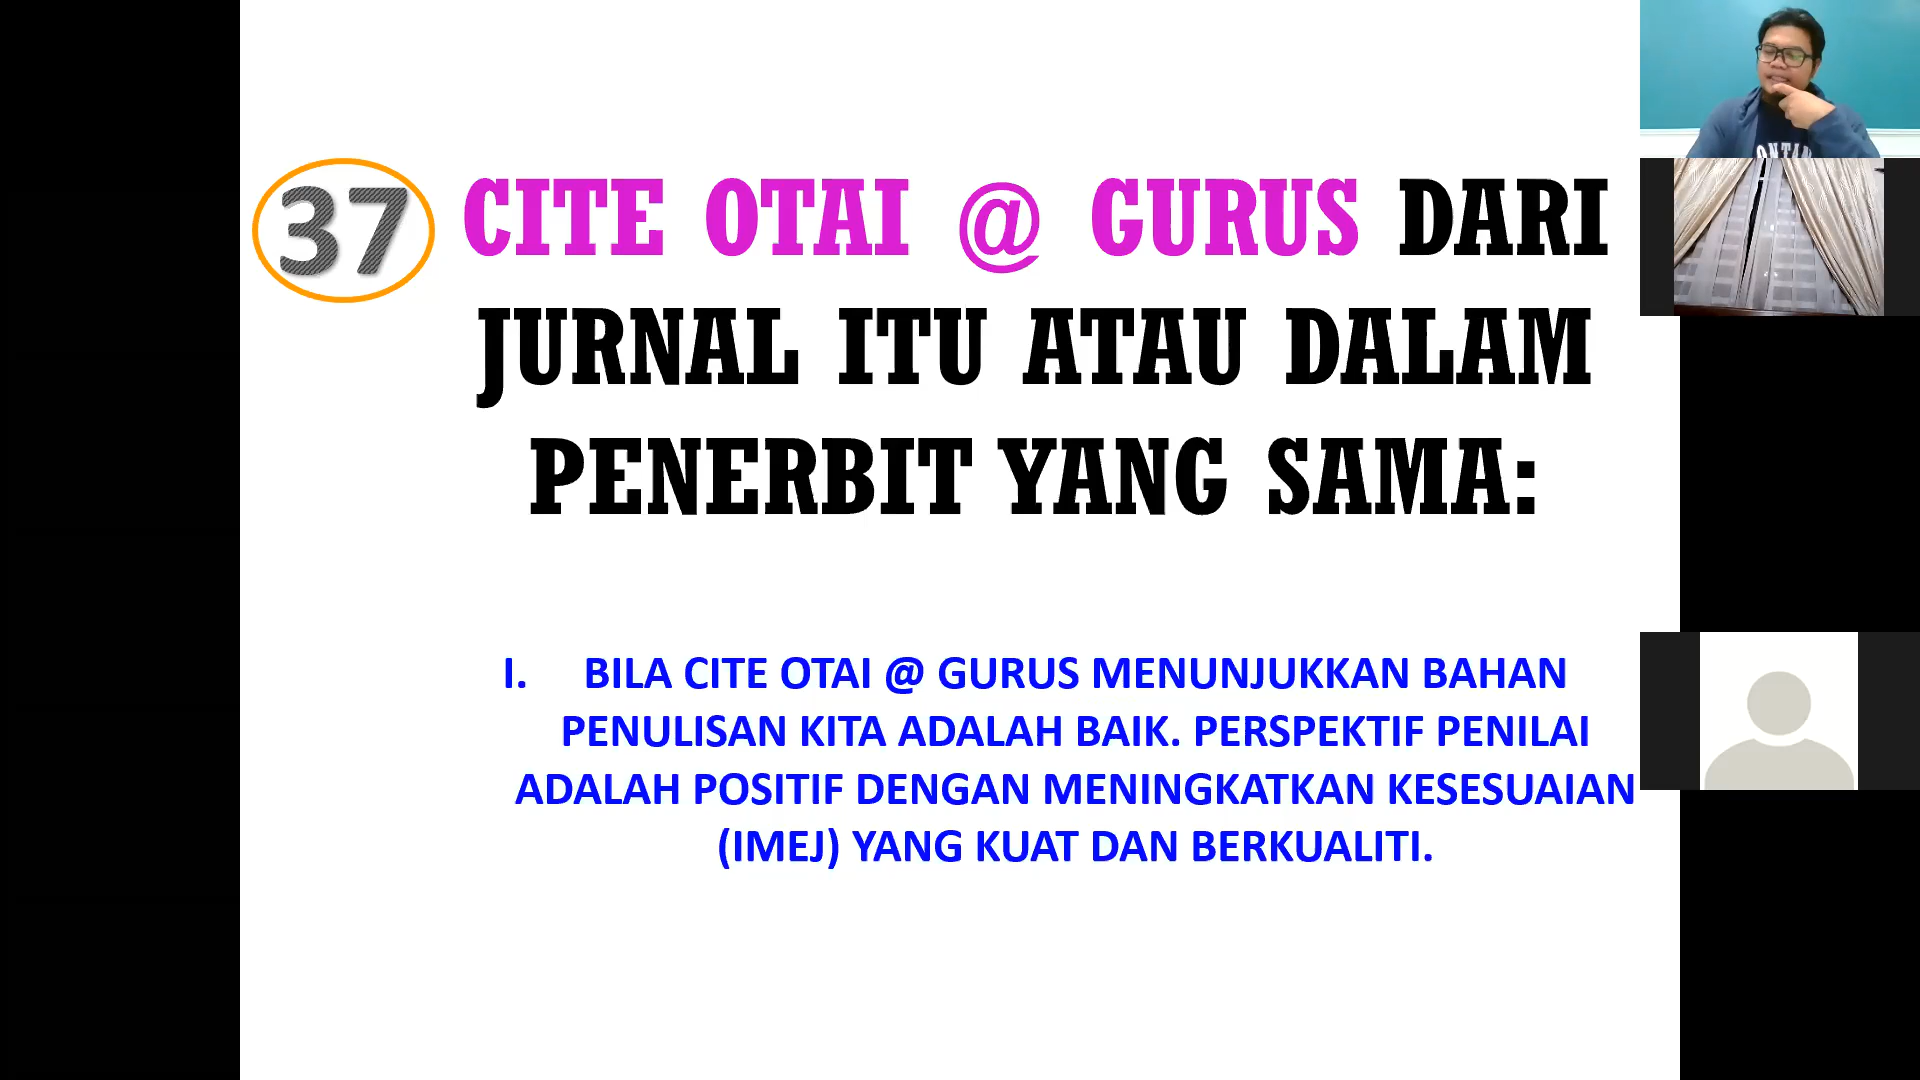 37
CITE OTAI @ GURUS DARI
JURNAL ITU ATAU DALAM
PENERBIT YANG SAMA:
I. BILA CITE OTAI @ GURUS MENUNJUKKAN BAHAN
PENULISAN KITA ADALAH BAIK. PERSPEKTIF PENILAI
ADALAH POSITIF DENGAN MENINGKATKAN KESESUAIAN
(IMEJ) YANG KUAT DAN BERKUALITI.